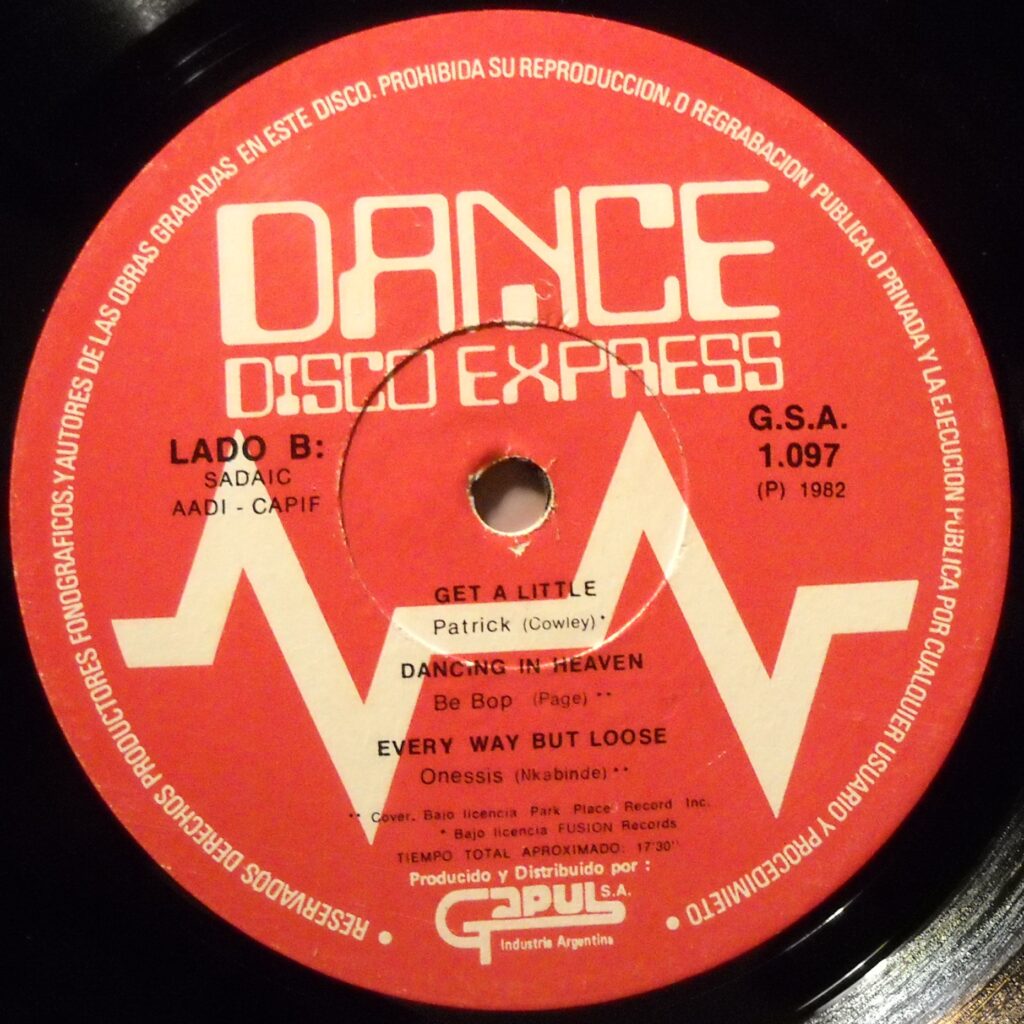 RESERVADOS DERECHOS PRODUCTORES FONOGRAFICOS, Y AUTORES DE LAS OBRAS GRABADAS EN ESTE DISCO. PROHIBIDA SU REPRODUCCION, O REGRABACION PUBLICA O PRIVADA Y LA EJECUCION PUBLICA POR CUALQUIER USUARIO Y PROCEDIMIETO
DANCE
DISCO EXPRESS
LADO B:
SADAIC
AADI - CAPIF
G.S.A.
1.097
(P) 1982
GET A LITTLE
Patrick (Cowley)*
DANCING IN HEAVEN
Be Bop (Page) **
EVERY WAY BUT LOOSE
Onessis (Nkabinde) **
** Cover. Bajo licencia Park Place Record Inc.
* Bajo licencia FUSION Records
TIEMPO TOTAL APROXIMADO: 17'30''
Producido y Distribuido por :
GAPUL S.A.
Industria Argentina